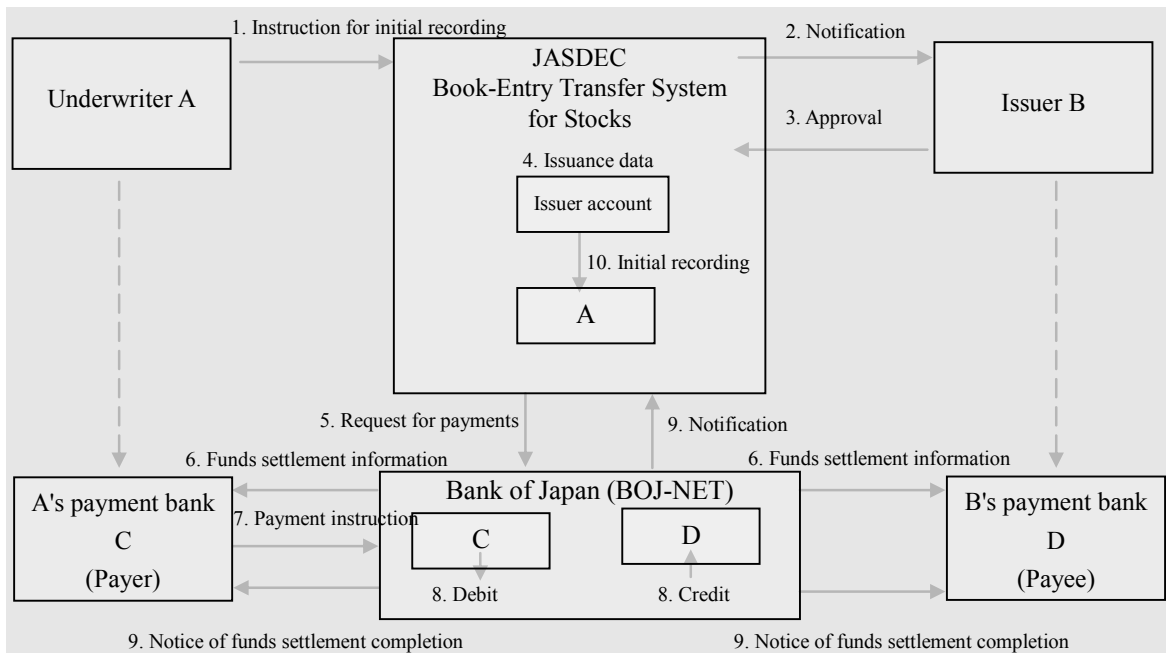 1. Instruction for initial recording
2. Notification
Underwriter A
JASDEC
Book-Entry Transfer System
for Stocks
Issuer B
3. Approval
4. Issuance data
Issuer account
10. Initial recording
A
5. Request for payments
9. Notification
6. Funds settlement information
6. Funds settlement information
A's payment bank
C
(Payer)
7. Payment instruction
Bank of Japan (BOJ-NET)
C
D
8. Debit
8. Credit
B's payment bank
D
(Payee)
9. Notice of funds settlement completion
9. Notice of funds settlement completion